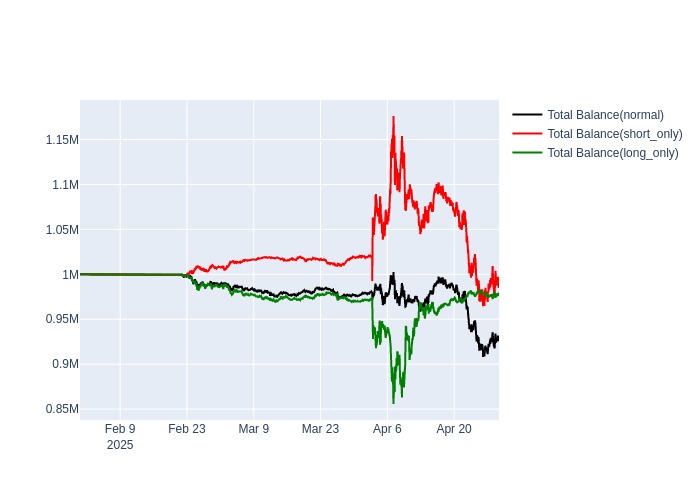 1.15M
1.1M
1.05M
1M
0.95M
0.9M
0.85M
Feb 9
2025
Feb 23
Mar 9
Mar 23
Apr 6
Apr 20
Total Balance(normal)
Total Balance(short_only)
Total Balance(long_only)